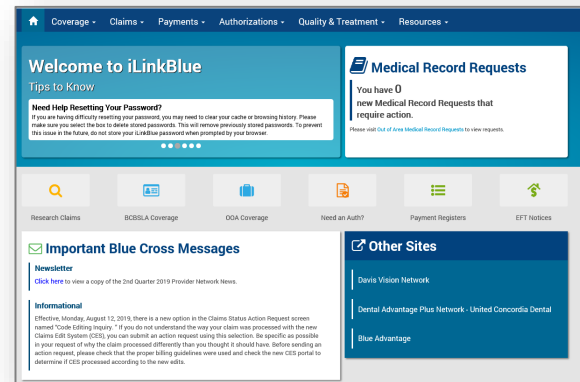 Coverage Claims Payments Authorizations Quality & Treatment Resources
Welcome to iLinkBlue
Tips to Know
Need Help Resetting Your Password?
If you are having difficulty resetting your password, you may need to clear your cache or browsing history. Please
make sure you select the box to delete stored passwords. This will remove previously stored passwords. To prevent
this issue in the future, do not store your iLinkBlue password when prompted by your browser.
Medical Record Requests
You have 0
new Medical Record Requests that
require action.
Please visit Out of Area Medical Record Requests to view requests.
Research Claims BCBSLA Coverage OOA Coverage Need an Auth? Payment Registers EFT Notices
Important Blue Cross Messages
Newsletter
Click here to view a copy of the 2nd Quarter 2019 Provider Network News.
Informational
Effective, Monday, August 12, 2019, there is a new option in the Claims Status Action Request screen
named "Code Editing Inquiry. " If you do not understand the way your claim was processed with the new
Claims Edit System (CES), you can submit an action request using this selection. Be specific as possible
in your request of why the claim processed differently than you thought it should have. Before sending an
action request, please check that the proper billing guidelines were used and check the new CES portal to
determine if CES processed according to the new edits.
Other Sites
Davis Vision Network
Dental Advantage Plus Network - United Concordia Dental
Blue Advantage